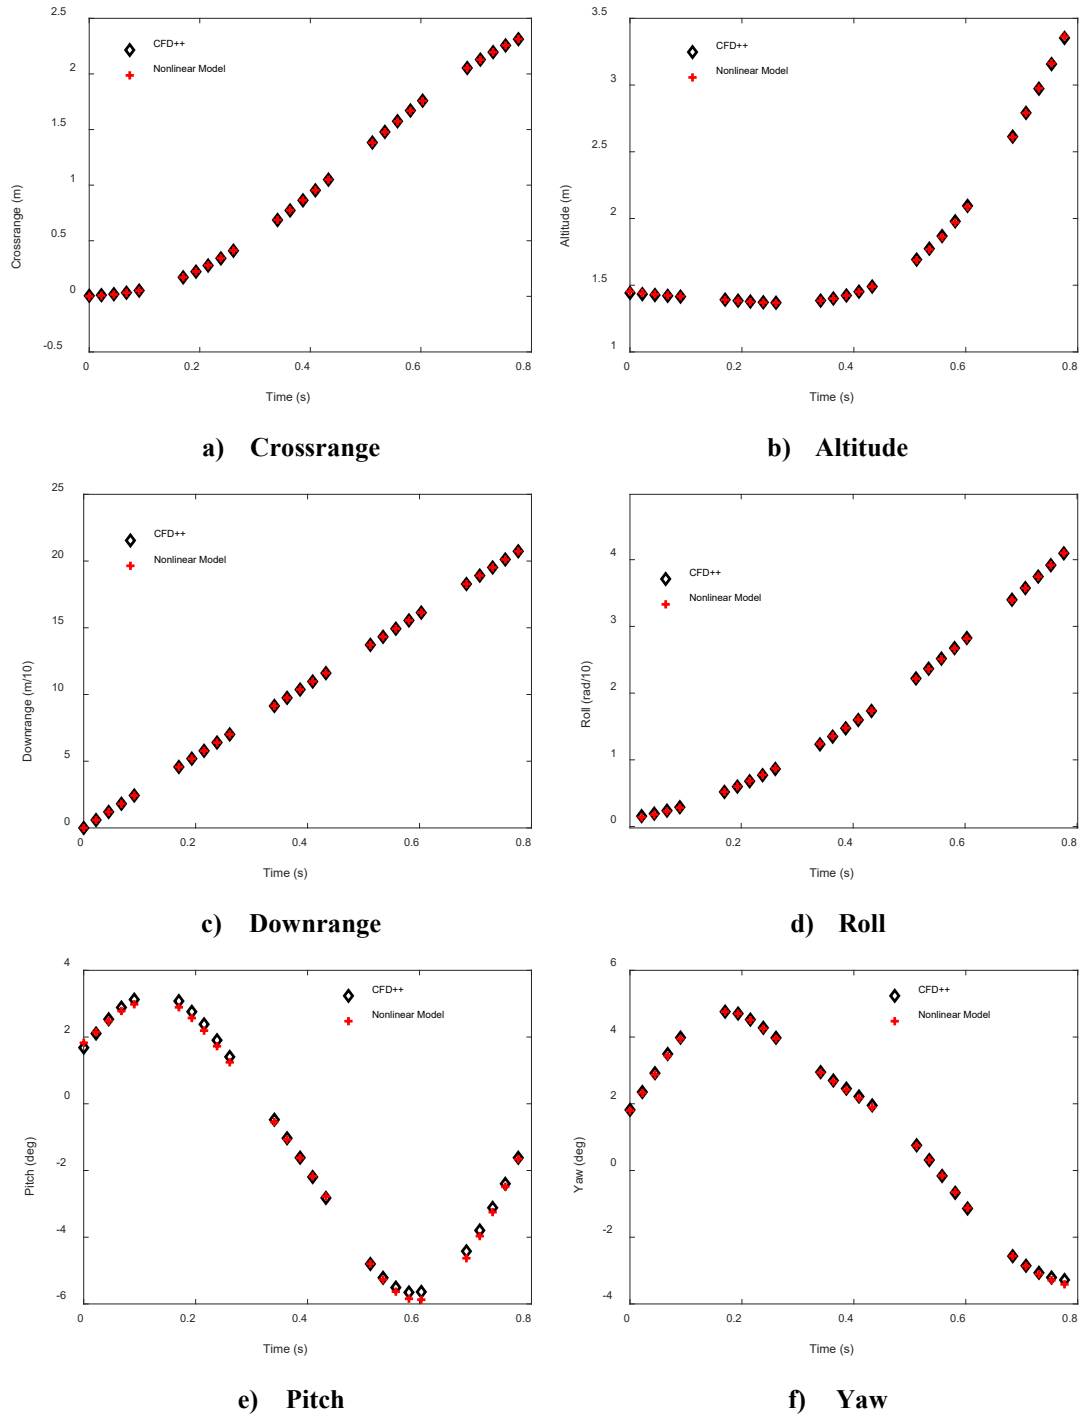 2.5
2
1.5
1
0.5
0
-0.5
Crossrange (m)
CFD++
Nonlinear Model
0 0.2 0.4 0.6 0.8
Time (s)
a) Crossrange
3.5
3
2.5
2
1.5
1
Altitude (m)
CFD++
Nonlinear Model
0 0.2 0.4 0.6 0.8
Time (s)
b) Altitude
25
20
15
10
5
0
Downrange (m/10)
CFD++
Nonlinear Model
0 0.2 0.4 0.6 0.8
Time (s)
c) Downrange
4
3
2
1
0
Roll (rad/10)
CFD++
Nonlinear Model
0.2 0.4 0.6 0.8
Time (s)
d) Roll
4
2
0
-2
-4
-6
Pitch (deg)
CFD++
Nonlinear Model
0 0.2 0.4 0.6 0.8
Time (s)
e) Pitch
6
4
2
0
-2
-4
Yaw (deg)
CFD++
Nonlinear Model
0 0.2 0.4 0.6 0.8
Time (s)
f) Yaw